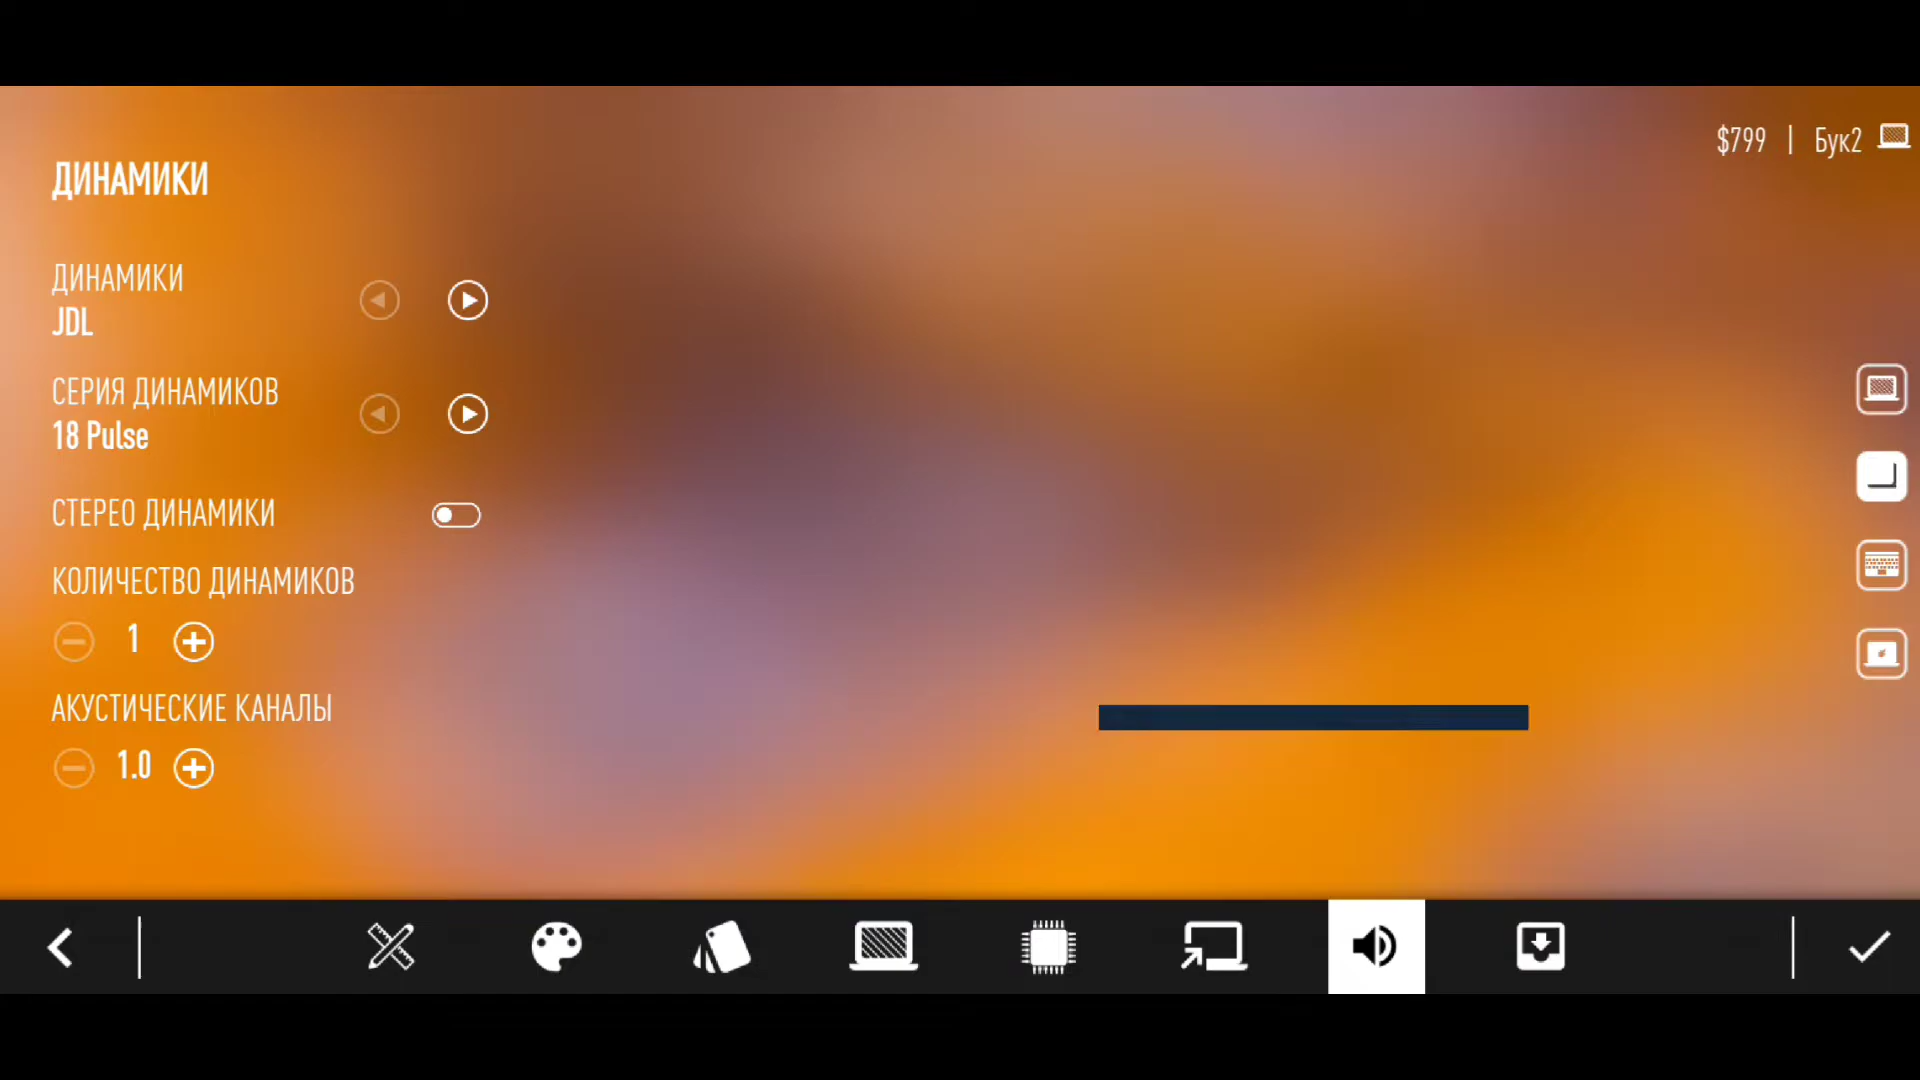 $799 | Бук2
ДИНАМИКИ
ДИНАМИКИ
JDL
СЕРИЯ ДИНАМИКОВ
18 Pulse
СТЕРЕО ДИНАМИКИ
КОЛИЧЕСТВО ДИНАМИКОВ
1
АКУСТИЧЕСКИЕ КАНАЛЫ
1.0